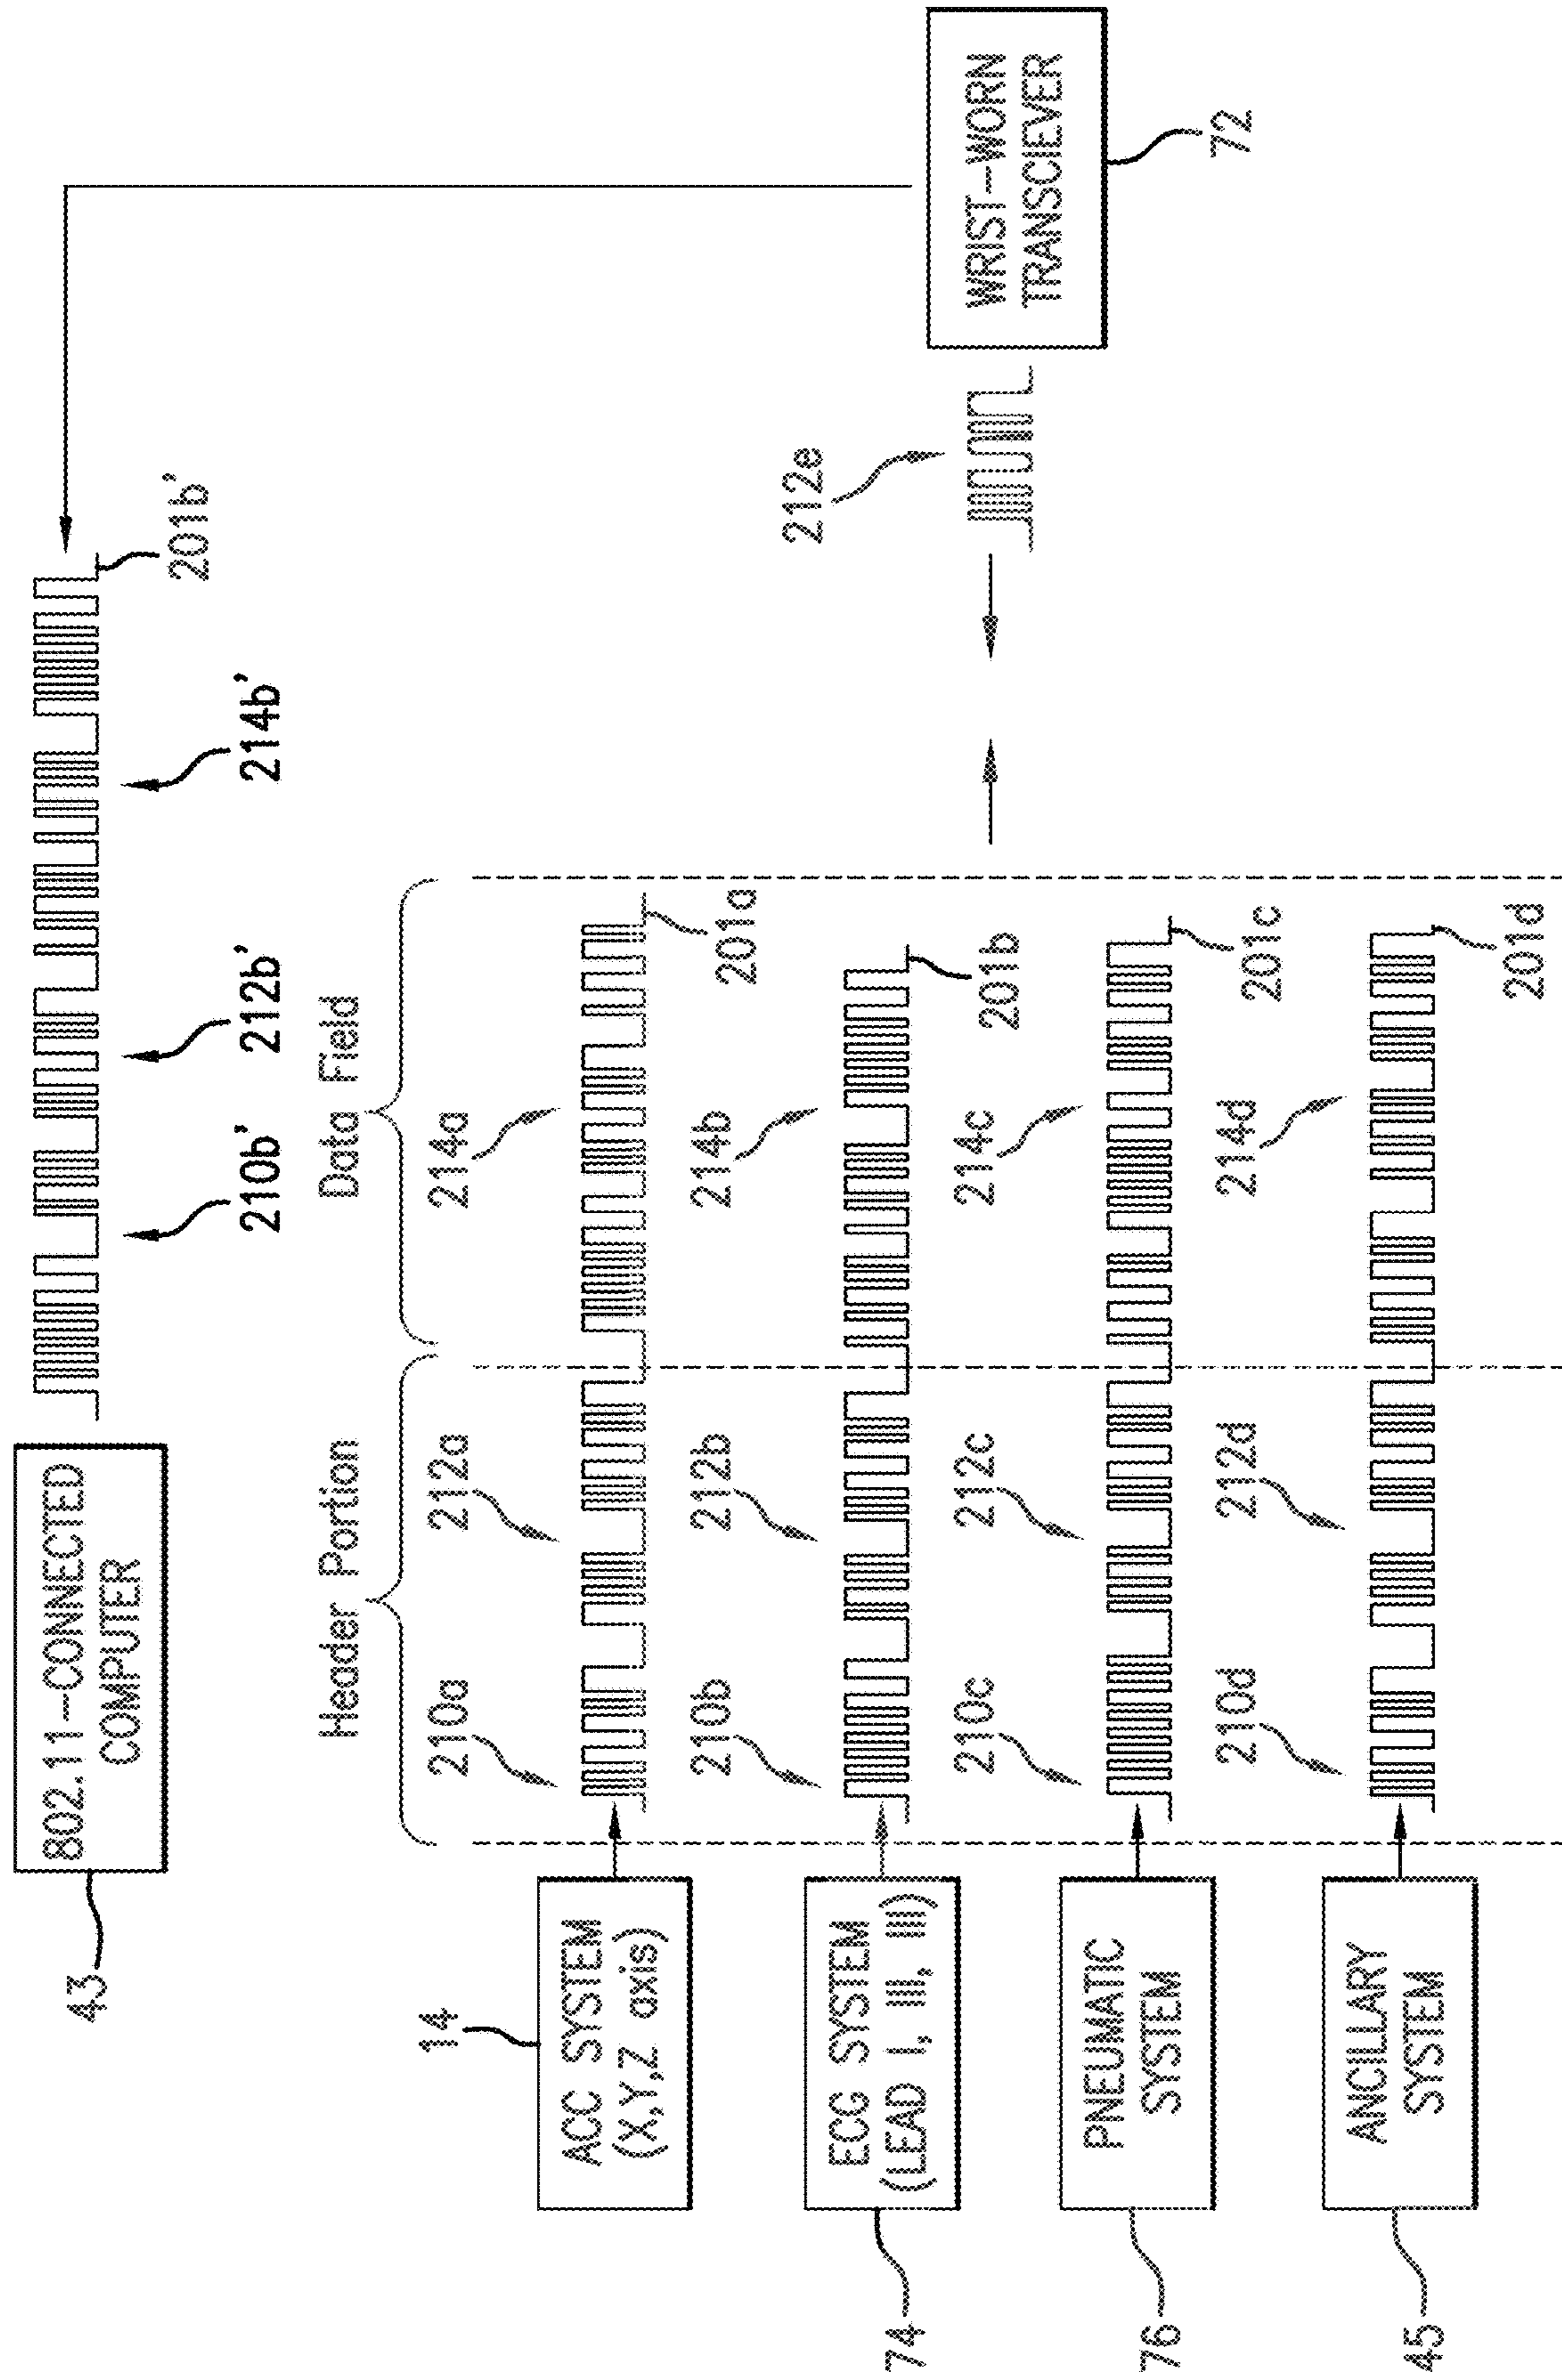 802.11-CONNECTED
COMPUTER
43
210b'
212b'
214b'
201b'
Header Portion
Data Field
14
ACC SYSTEM
(X,Y,Z axis)
210a
212a
214a
201a
74
ECG SYSTEM
(LEAD I, III, III)
210b
212b
214b
201b
76
PNEUMATIC
SYSTEM
210c
212c
214c
201c
45
ANCILLARY
SYSTEM
210d
212d
214d
201d
212e
WRIST-WORN
TRANSCIEVER
72